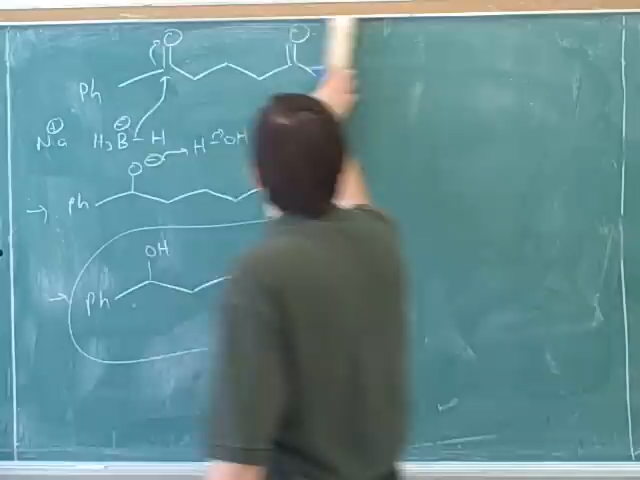 O O
Ph
Na ⊕ H₃B ⊖ – H H – OH
O ⊖
→ Ph
OH
→ Ph